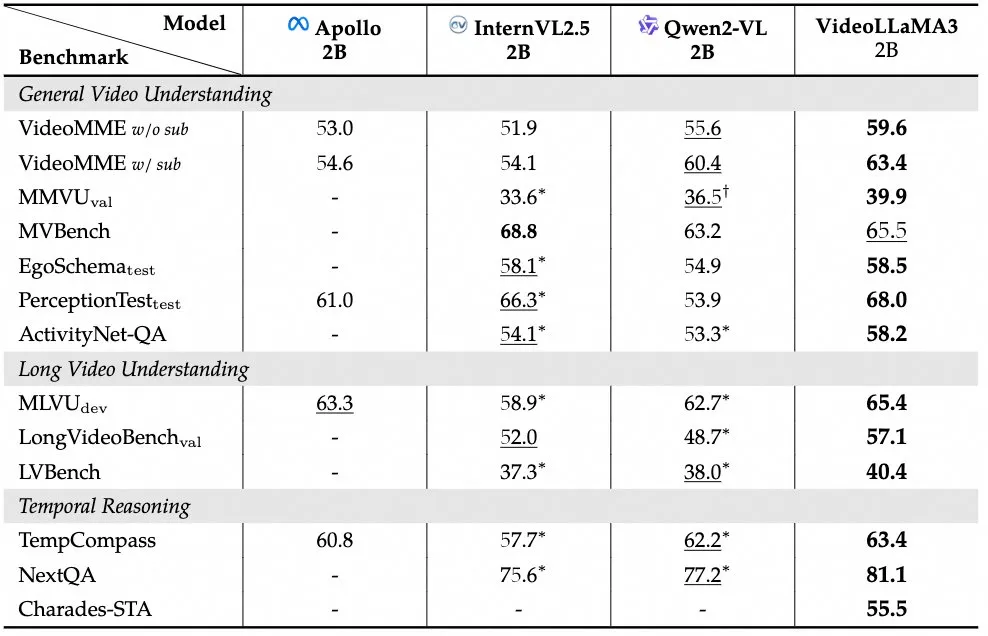 Model Apollo InternVL2.5 Qwen2-VL VideoLLaMA3
Benchmark 2B 2B 2B 2B
General Video Understanding
VideoMME w/o sub 53.0 51.9 55.6 59.6
VideoMME w/ sub 54.6 54.1 60.4 63.4
MMVU val - 33.6* 36.5† 39.9
MVBench - 68.8 63.2 65.5
EgoSchema test - 58.1* 54.9 58.5
PerceptionTest test 61.0 66.3* 53.9 68.0
ActivityNet-QA - 54.1* 53.3* 58.2
Long Video Understanding
MLVU dev 63.3 58.9* 62.7* 65.4
LongVideoBench val - 52.0 48.7* 57.1
LVBench - 37.3* 38.0* 40.4
Temporal Reasoning
TempCompass 60.8 57.7* 62.2* 63.4
NextQA - 75.6* 77.2* 81.1
Charades-STA - - - 55.5